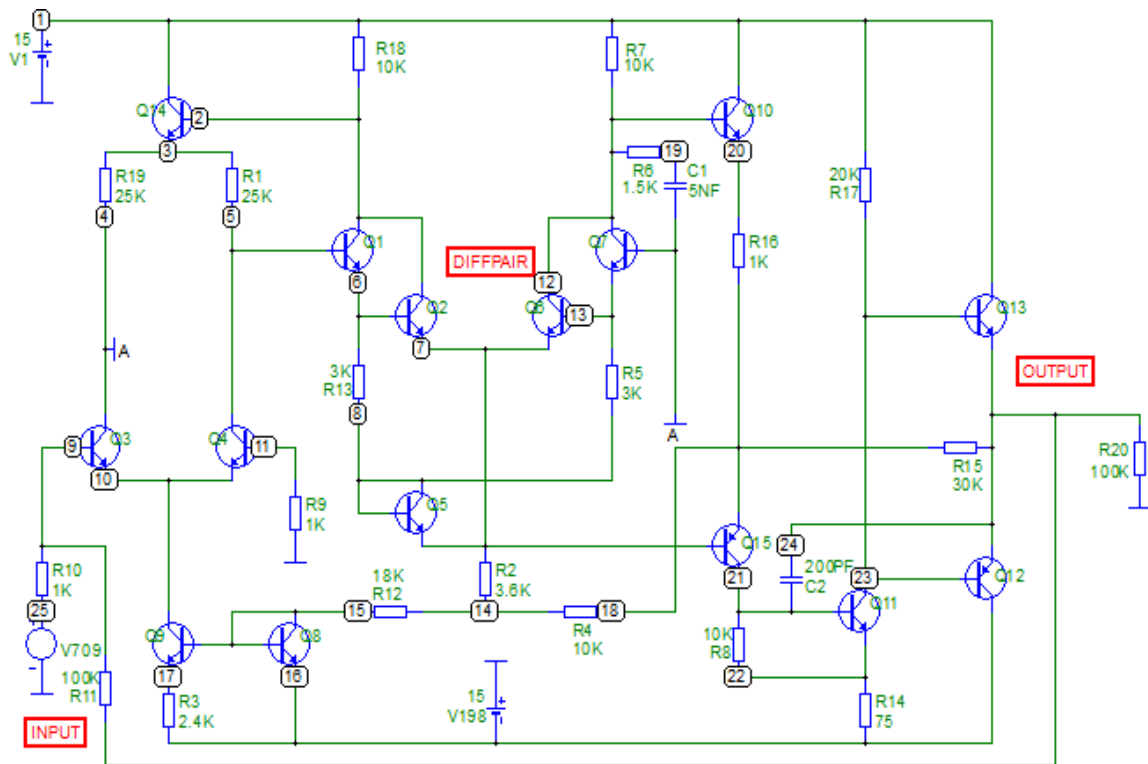 1
15
V1
R18
10K
R7
10K
Q14
2
3
Q10
20
R19
25K
R1
25K
R6
1.5K
19
C1
5NF
20K
R17
4
5
Q1
6
DIFFPAIR
12
Q7
R16
1K
Q2
7
Q6
13
Q13
A
3K
R13
8
R5
3K
OUTPUT
9
Q3
10
Q4
11
A
R15
30K
R20
100K
R9
1K
Q5
Q15
21
24
200PF
C2
23
Q12
R10
1K
25
V709
18K
R12
15
R2
3.6K
14
R4
10K
18
Q11
Q9
17
Q8
16
10K
R8
22
100K
R11
R3
2.4K
15
V198
R14
75
INPUT